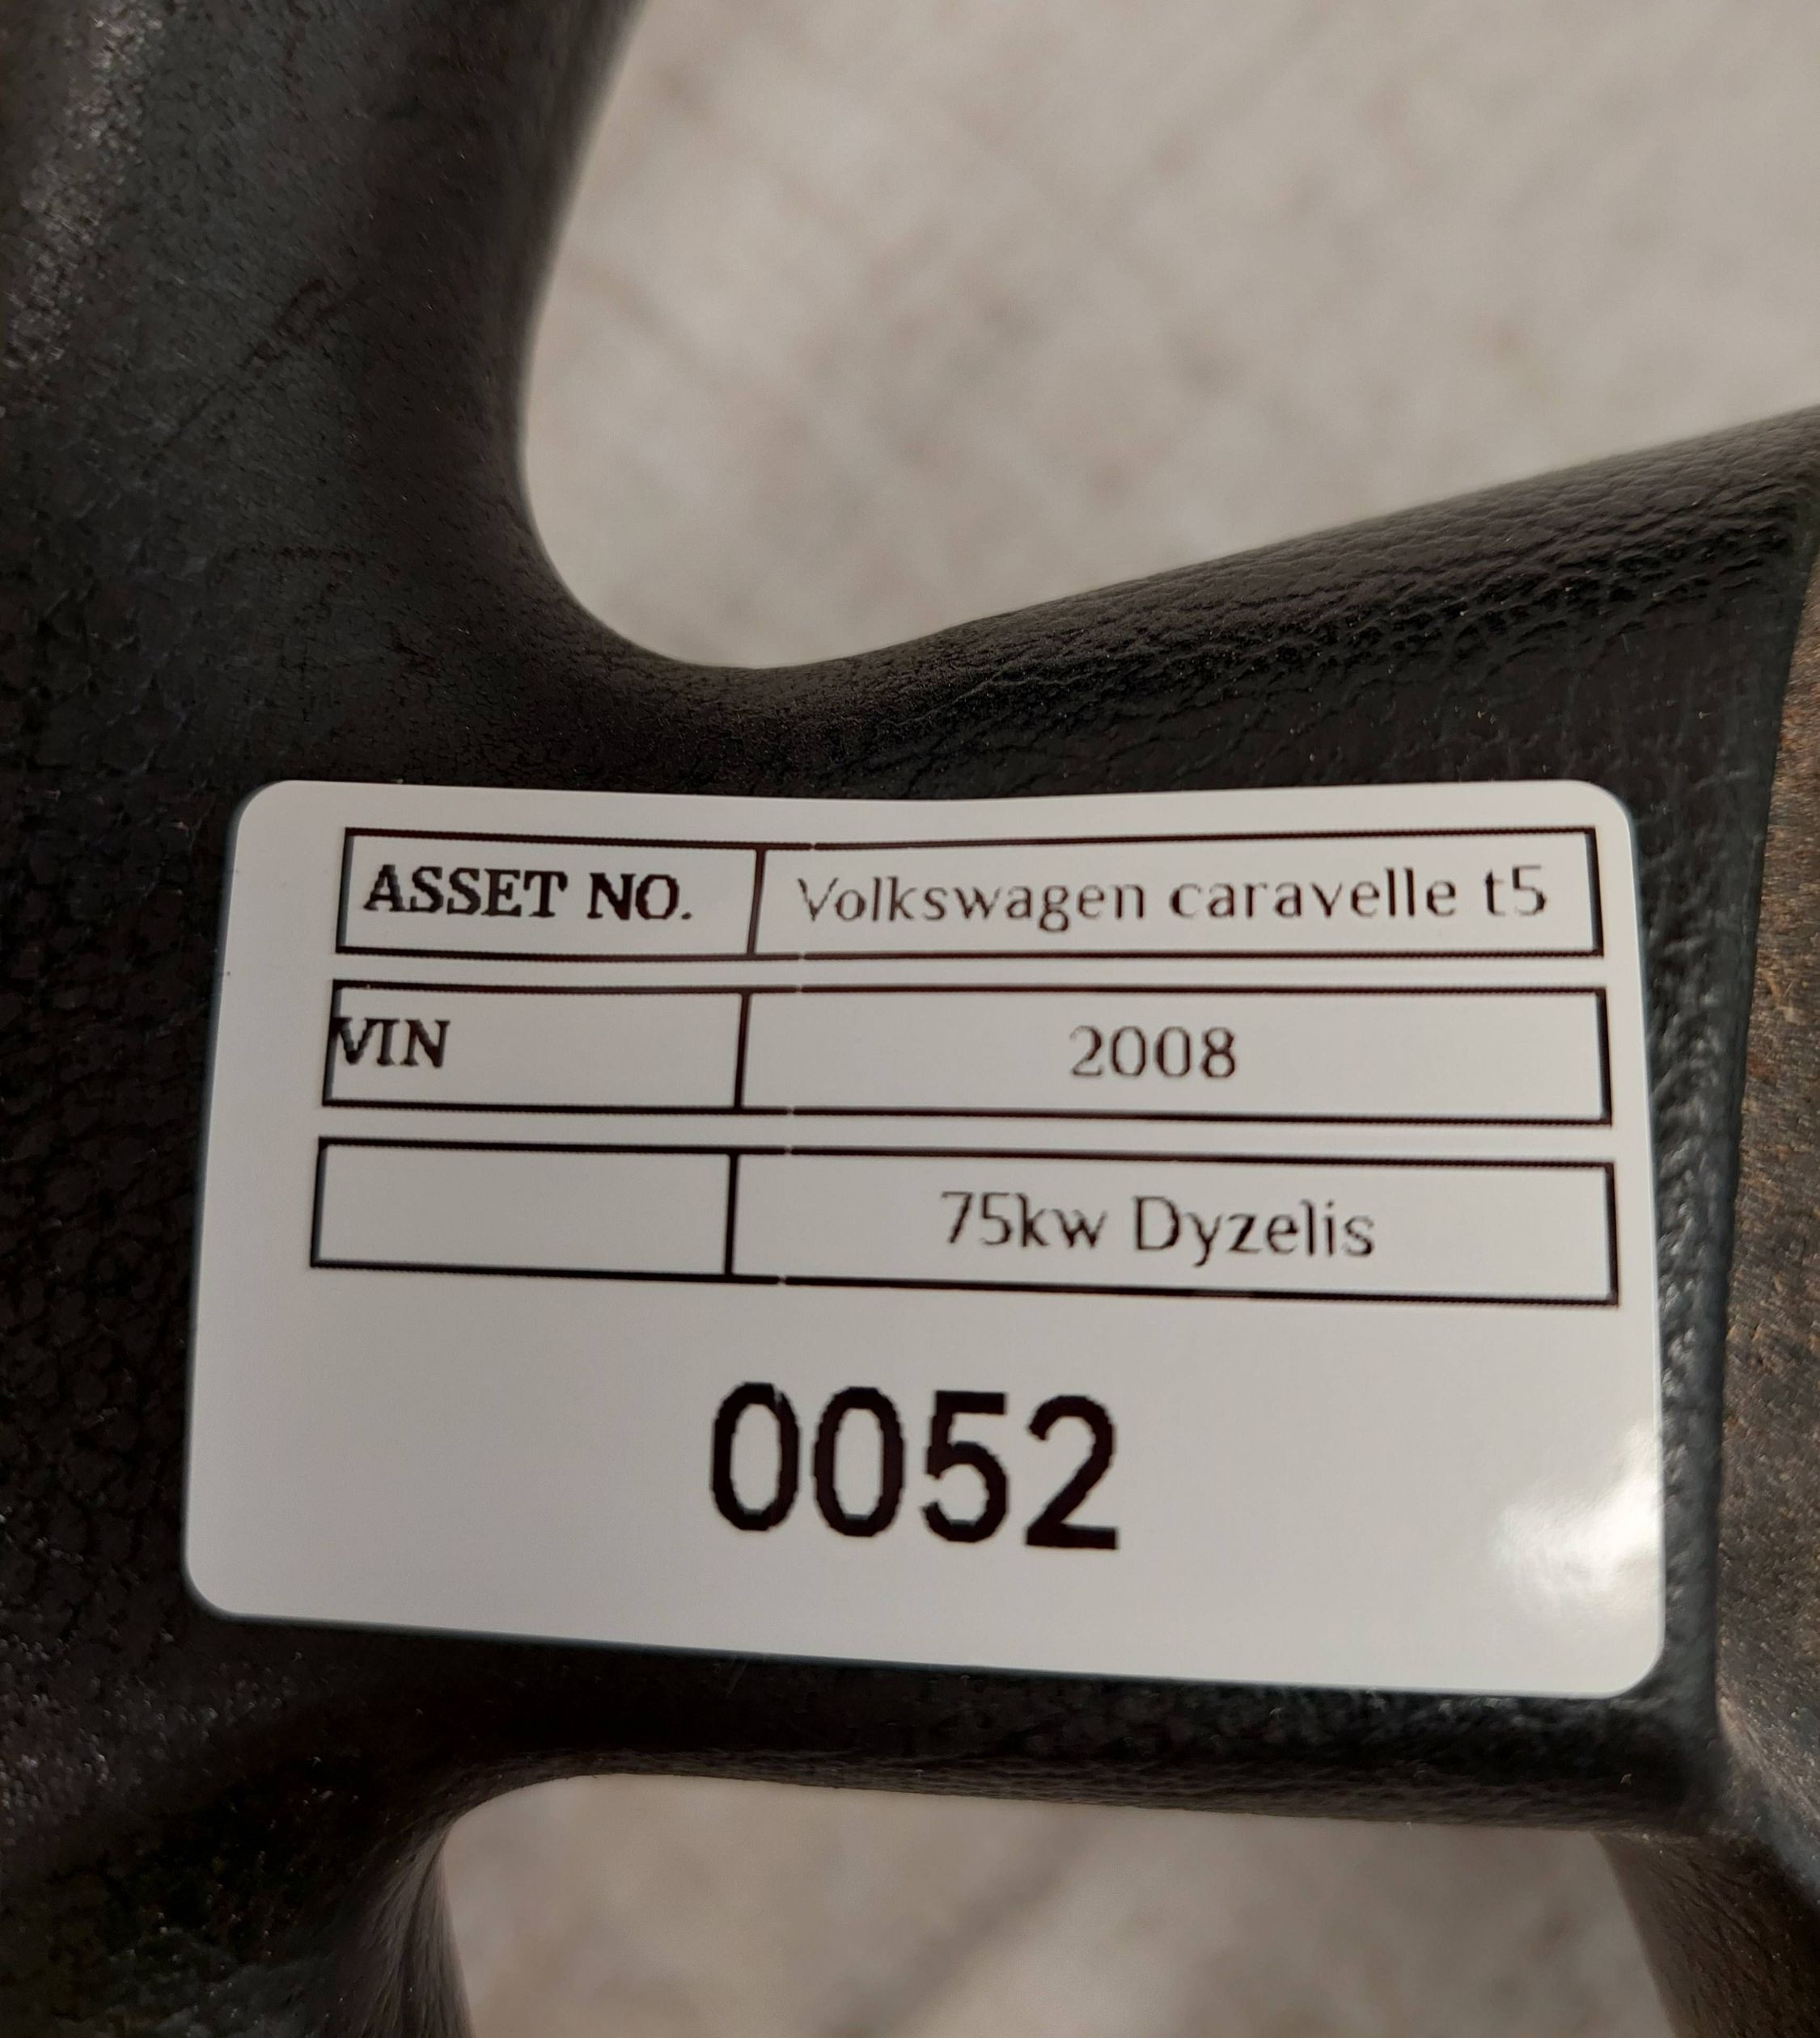 ASSET NO. Volkswagen caravelle t5
VIN 2008
75kw Dyzelis
0052